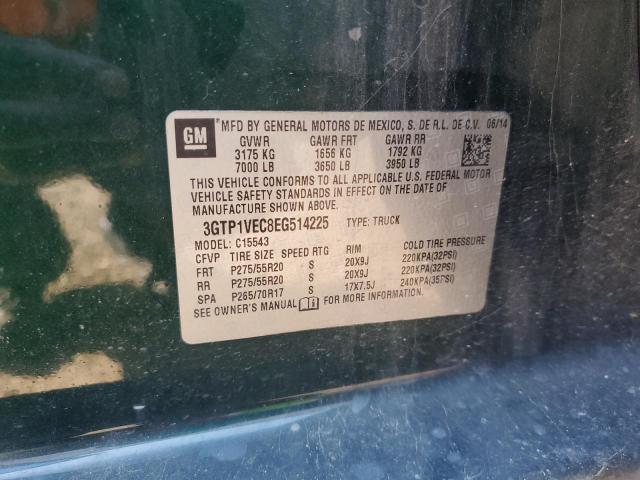 GM
MFD BY GENERAL MOTORS DE MEXICO, S. DE R.L. DE C.V. 06/14
GVWR GAWR FRT GAWR RR
3175 KG 1656 KG 1792 KG
7000 LB 3650 LB 3950 LB
THIS VEHICLE CONFORMS TO ALL APPLICABLE U.S. FEDERAL MOTOR
VEHICLE SAFETY STANDARDS IN EFFECT ON THE DATE OF
MANUFACTURE SHOWN ABOVE.
3GTP1VEC8EG514225 TYPE: TRUCK
MODEL: C15543
CFVP TIRE SIZE SPEED RTG RIM COLD TIRE PRESSURE
FRT P275/55R20 S 20X9J 220KPA(32PSI)
RR P275/55R20 S 20X9J 220KPA(32PSI)
SPA P265/70R17 S 17X7.5J 240KPA(35PSI)
SEE OWNER'S MANUAL FOR MORE INFORMATION.